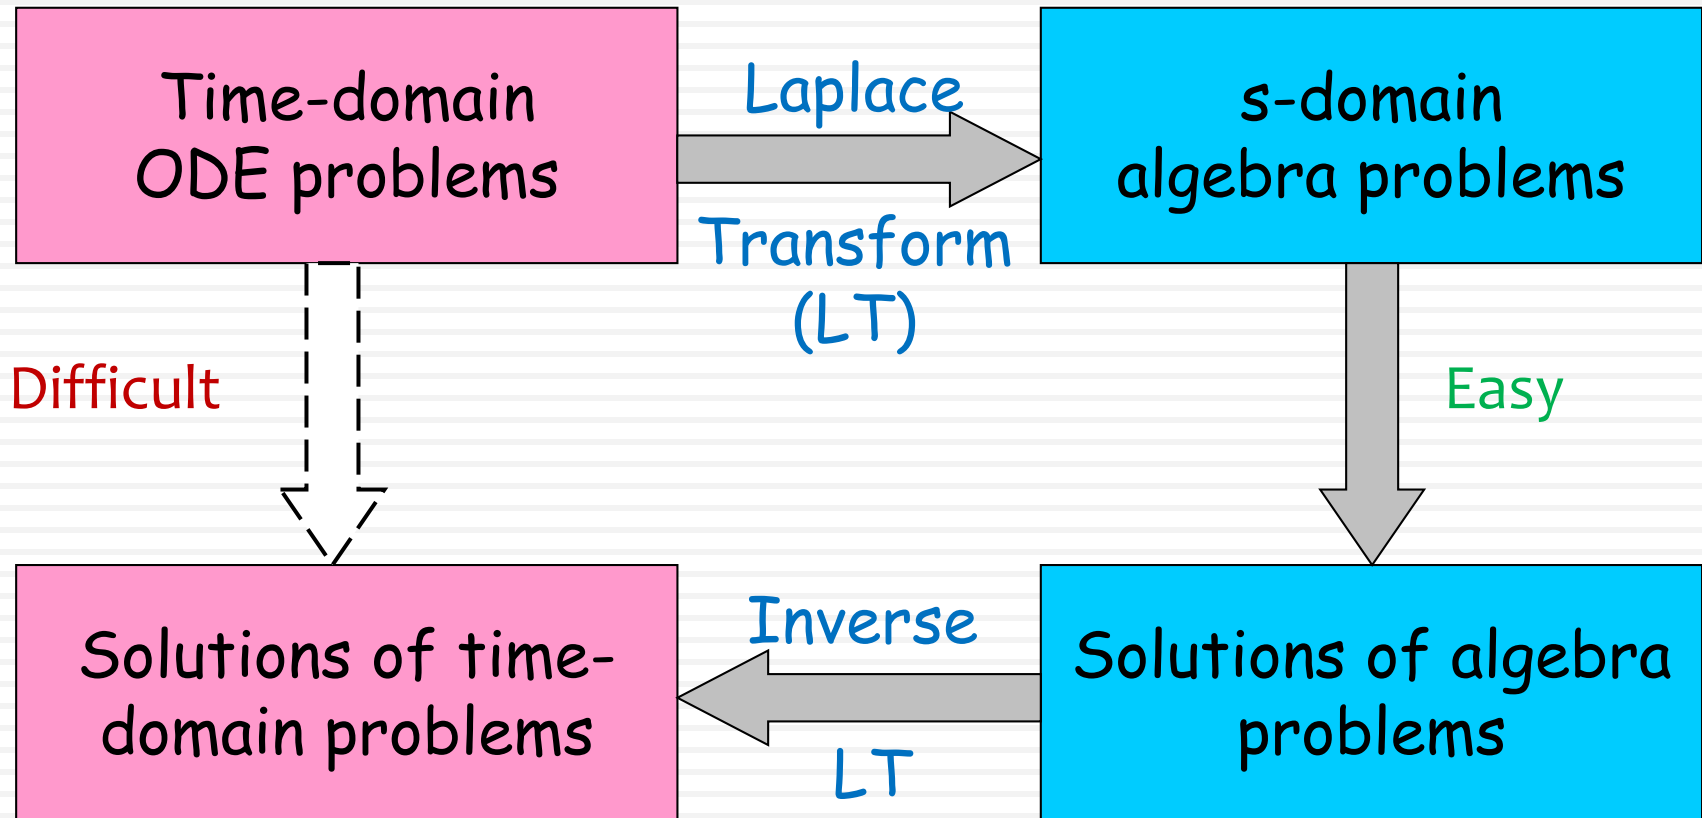 Time-domain
ODE problems
Laplace
Transform
(LT)
s-domain
algebra problems
Difficult
Easy
Solutions of time-
domain problems
Inverse
LT
Solutions of algebra
problems